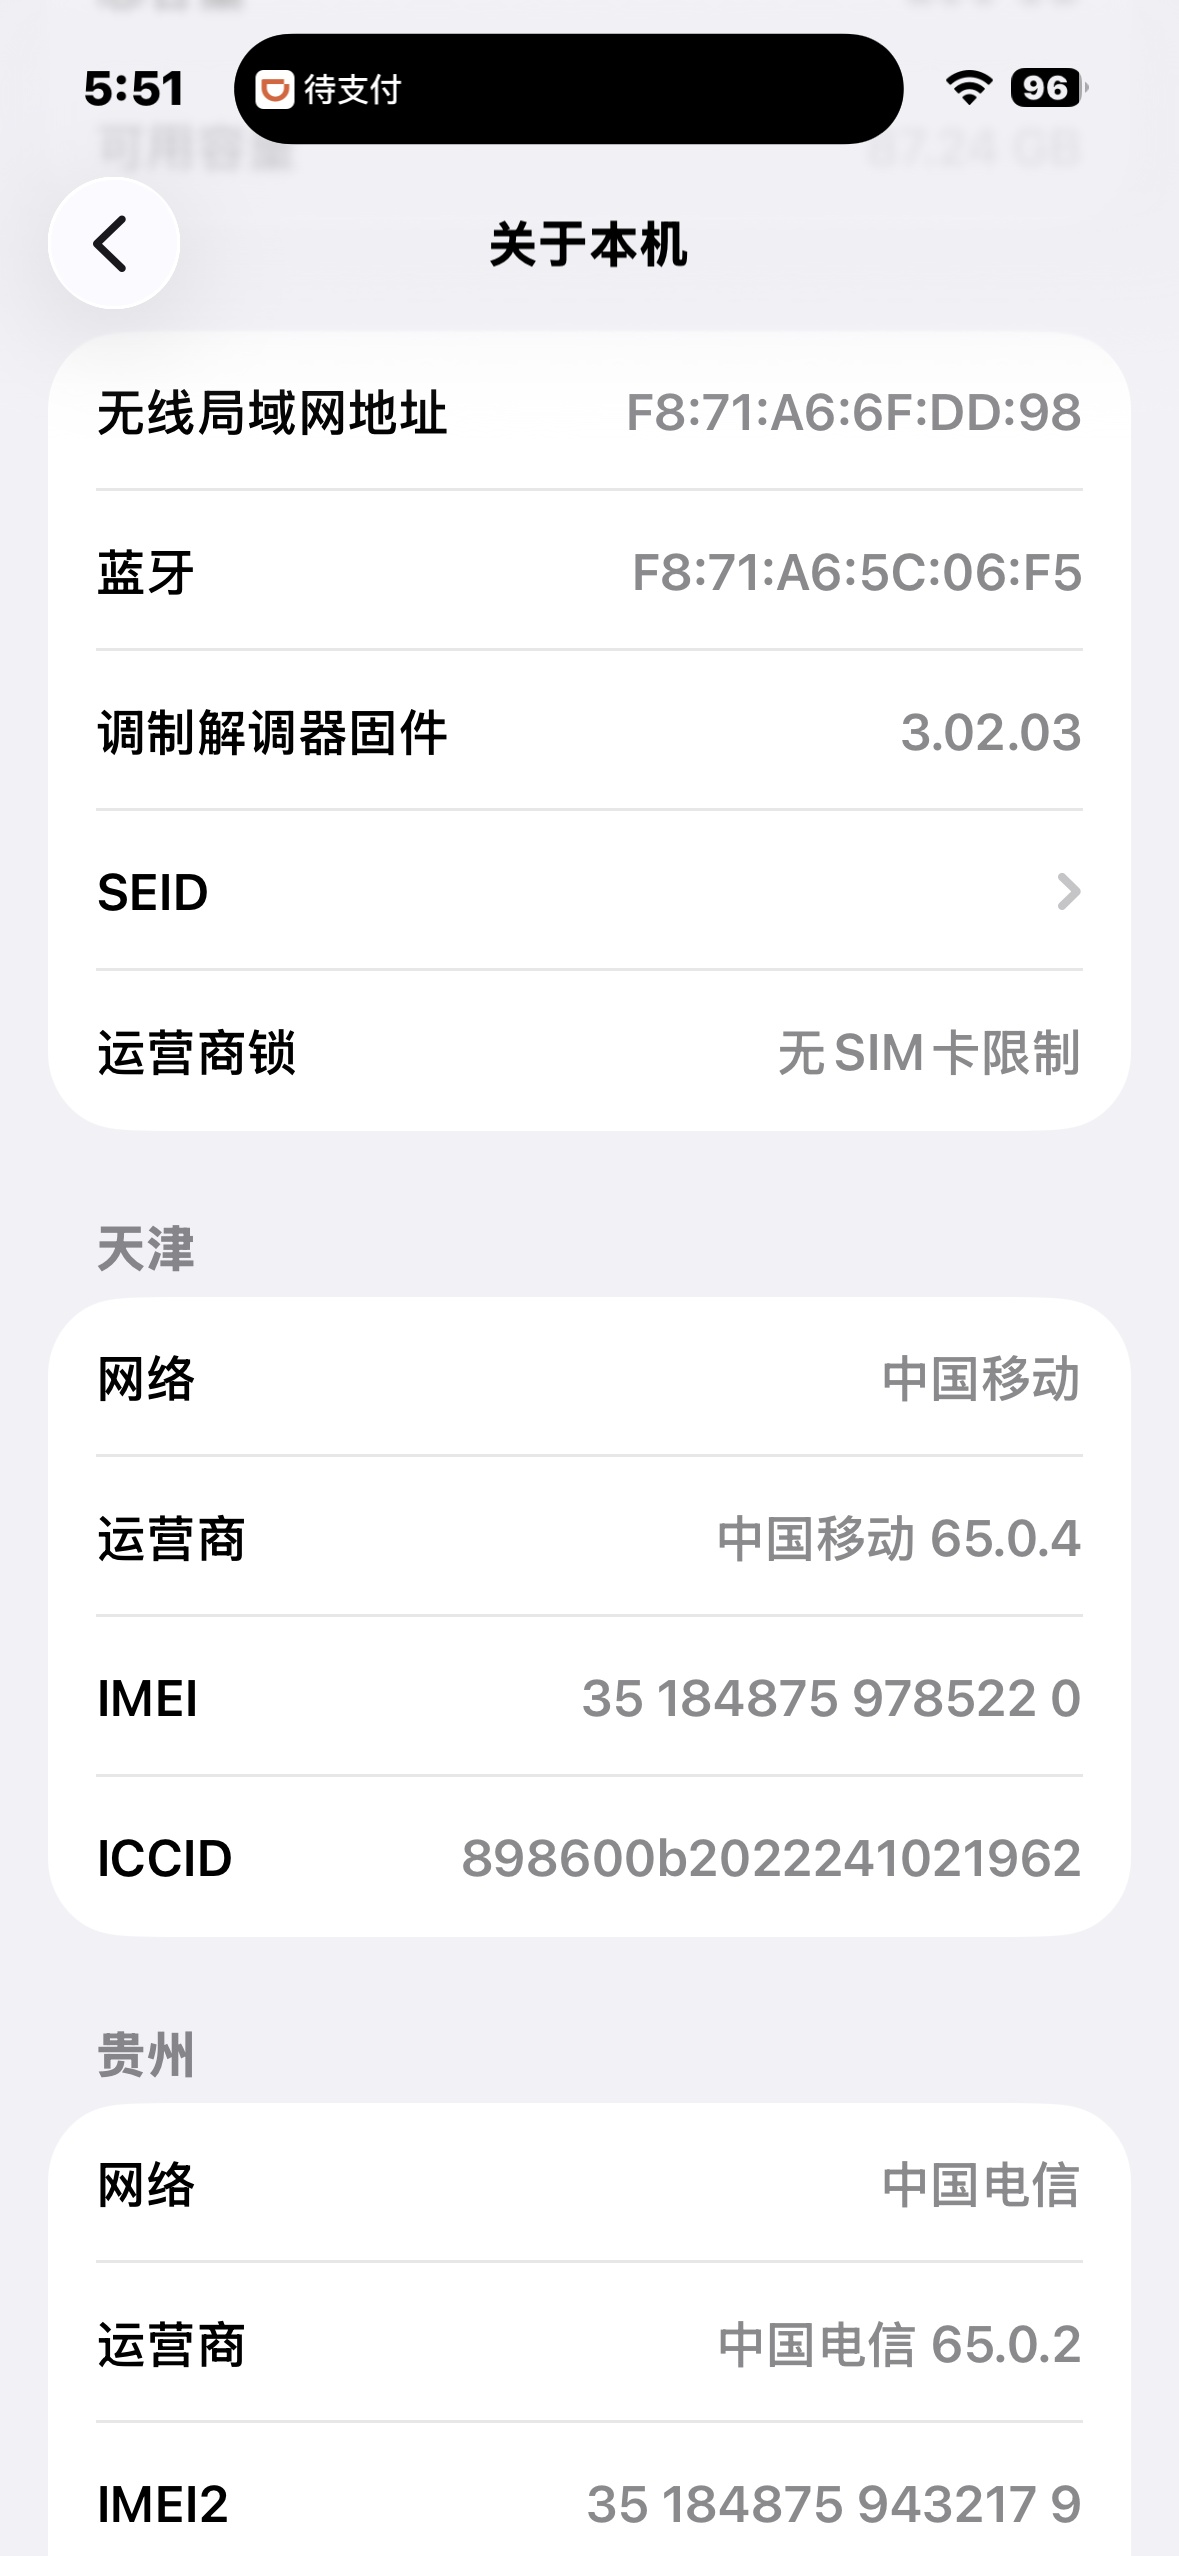 5:51
待支付
96
可用容量 87.24 GB
关于本机
无线局域网地址 F8:71:A6:6F:DD:98
蓝牙 F8:71:A6:5C:06:F5
调制解调器固件 3.02.03
SEID
运营商锁 无 SIM 卡限制
天津
网络 中国移动
运营商 中国移动 65.0.4
IMEI 35 184875 978522 0
ICCID 898600b2022241021962
贵州
网络 中国电信
运营商 中国电信 65.0.2
IMEI2 35 184875 943217 9